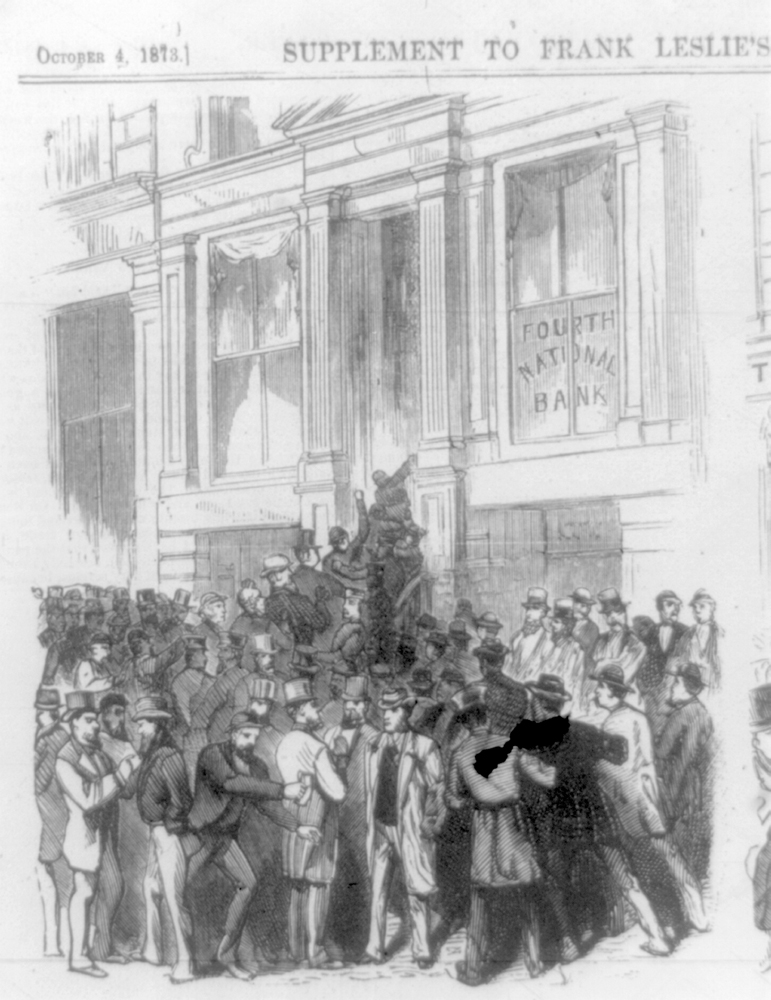 OCTOBER 4, 1873.]
SUPPLEMENT TO FRANK LESLIE'S
FOURTH
NATIONAL
BANK
T